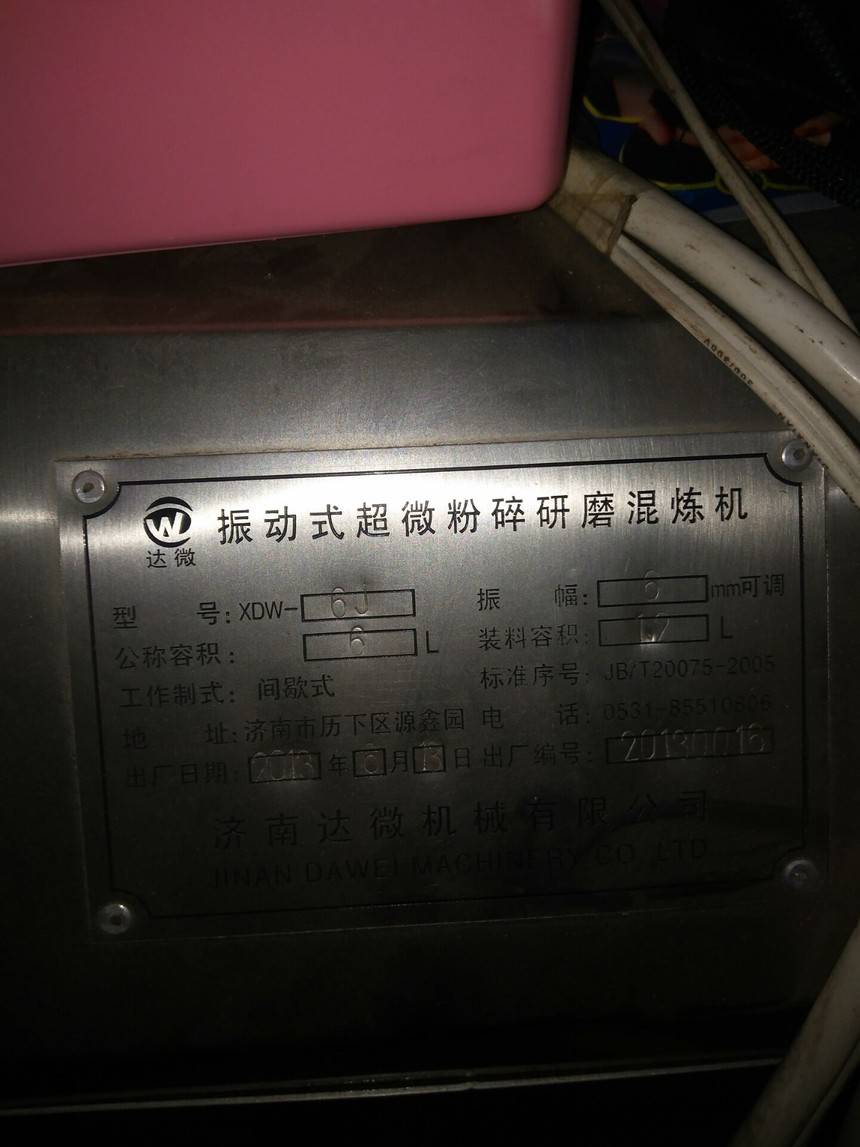 W
达微
振动式超微粉碎研磨混炼机
型 号: XDW- 6J 振 幅: 6 mm可调
公称容积: 6 L 装料容积: 1.2 L
工作制式: 间歇式 标准序号: JB/T20075-2005
地 址: 济南市历下区源鑫园 电 话: 0531-85510806
出厂日期: 2013 年 6 月 13 日 出厂编号: 20130016
济南达微机械有限公司
JINAN DAWEI MACHINERY CO.,LTD